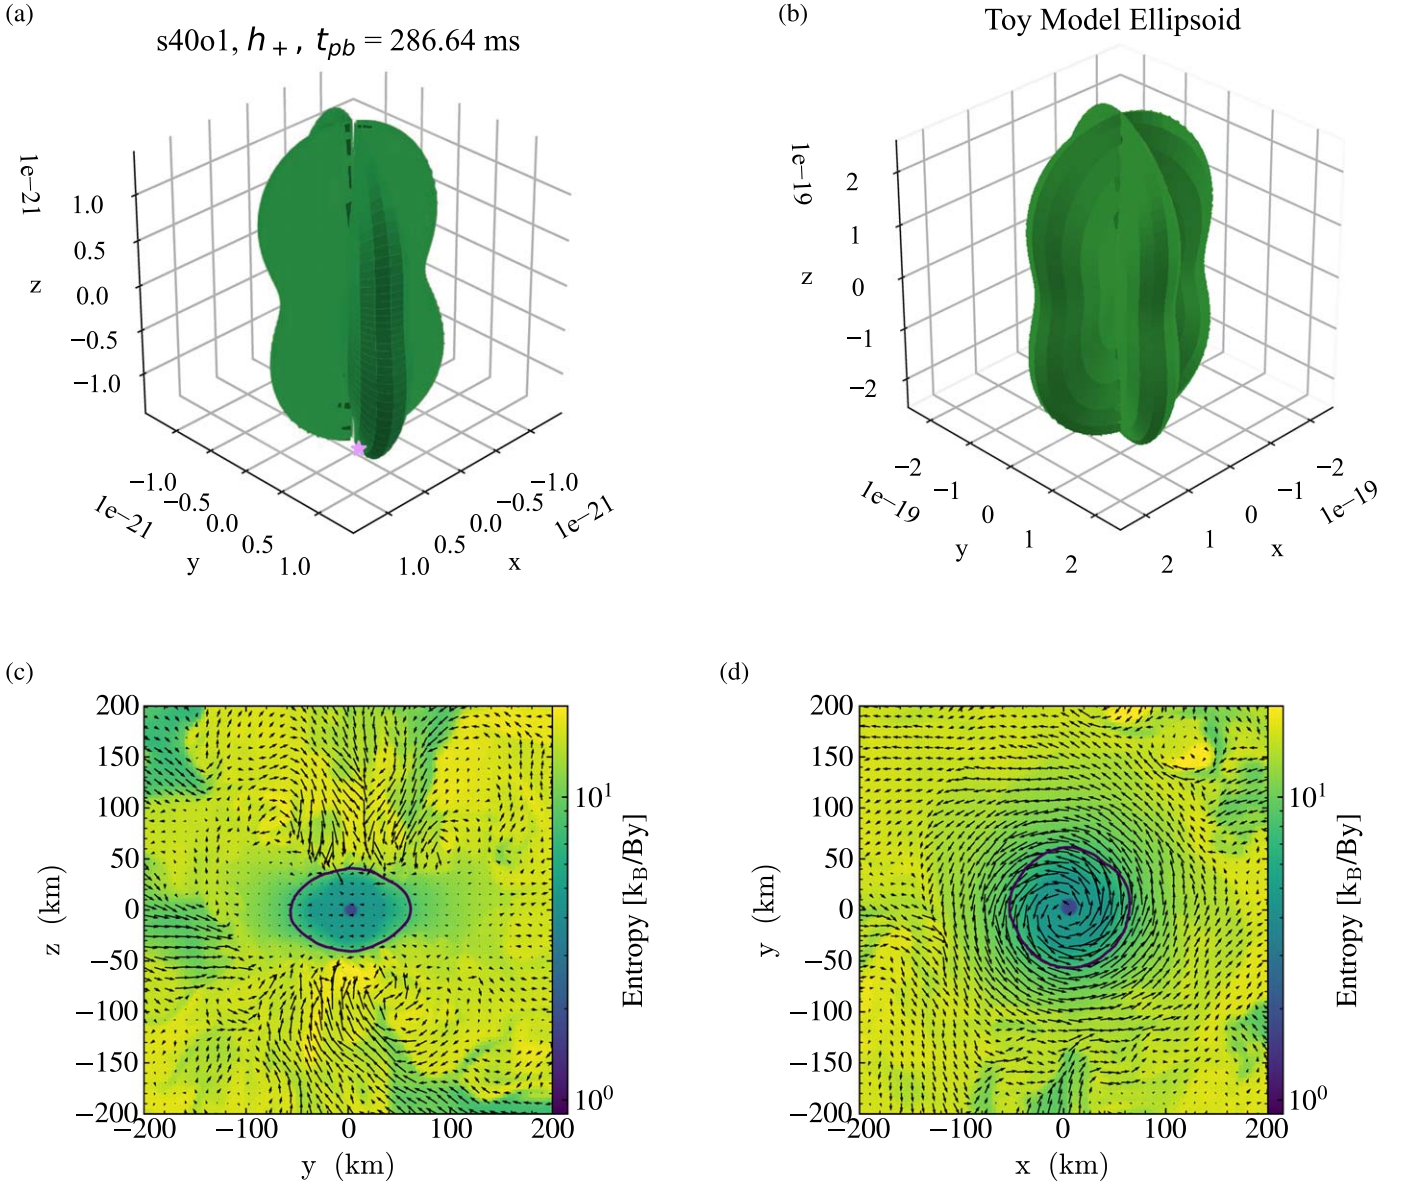 (a)
s40o1, h₊, t_pb = 286.64 ms
1e−21
1.0
0.5
z 0.0
−0.5
−1.0
−1.0
−0.5
1e−21
0.0
0.5
y
1.0
−1.0
−0.5
1e−21
0.0
0.5
x
1.0
(b)
Toy Model Ellipsoid
1e−19
2
1
z 0
−1
−2
−2
1e−19
−1
0
y
1
2
−2
−1
1e−19
0
1
x
2
(c)
200
150
100
50
0
−50
−100
−150
−200
z (km)
−200 −100 0 100 200
y (km)
10¹
10⁰
Entropy [k_B/By]
(d)
200
150
100
50
0
−50
−100
−150
−200
y (km)
−200 −100 0 100 200
x (km)
10¹
10⁰
Entropy [k_B/By]